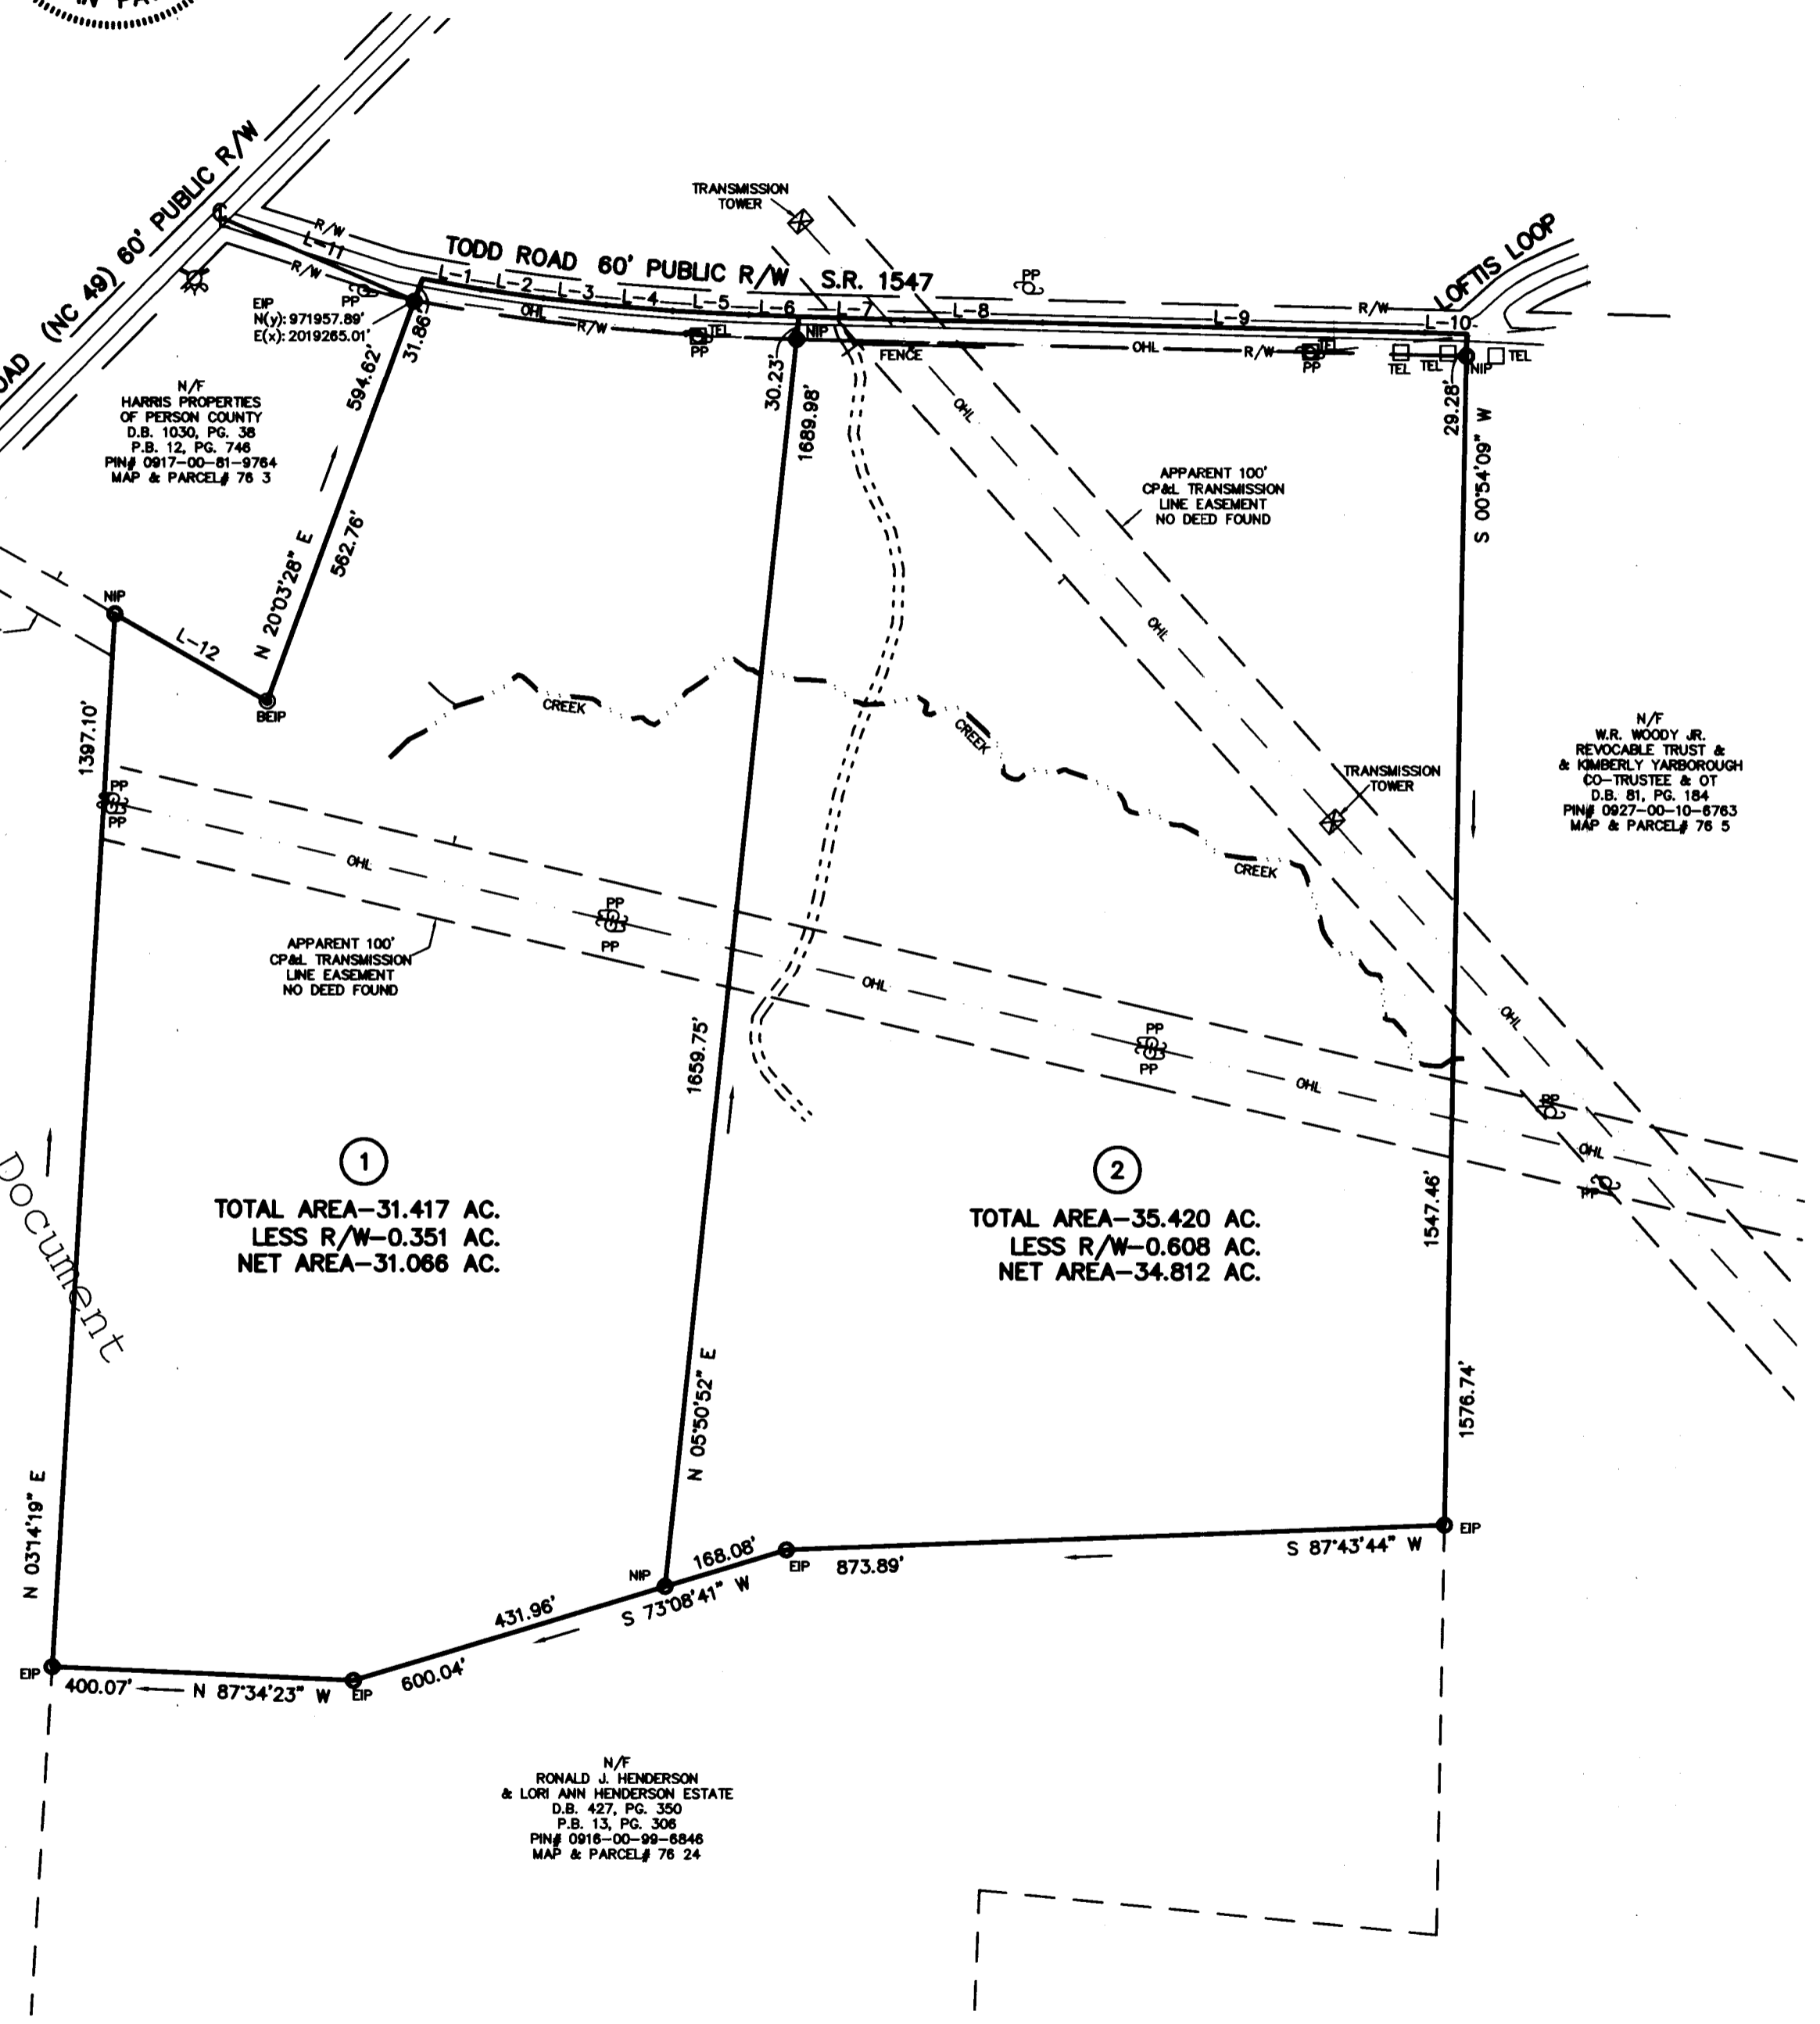 OAD (NC 49) 60' PUBLIC R/W
R/W
L-11
R/W
TRANSMISSION
TOWER
TODD ROAD 60' PUBLIC R/W S.R. 1547
PP
LOFTIS LOOP
L-1
L-2
L-3
L-4
L-5
L-6
L-7
L-8
L-9
R/W
L-10
EIP
N(y): 971957.89'
E(x): 2019265.01'
PP
OHL
R/W
TEL
PP
NIP
FENCE
OHL
R/W
TEL
PP
TEL
TEL
NIP
TEL
31.86'
594.62'
30.23'
1689.98'
29.28'
S 00°54'09" W
N/F
HARRIS PROPERTIES
OF PERSON COUNTY
D.B. 1030, PG. 38
P.B. 12, PG. 746
PIN# 0917-00-81-9764
MAP & PARCEL# 76 3
OHL
APPARENT 100'
CP&L TRANSMISSION
LINE EASEMENT
NO DEED FOUND
N 20°03'28" E
562.76'
NIP
L-12
BEIP
OHL
CREEK
CREEK
1397.10'
N/F
W.R. WOODY JR.
REVOCABLE TRUST &
& KIMBERLY YARBOROUGH
CO-TRUSTEE & OT
D.B. 81, PG. 184
PIN# 0927-00-10-6763
MAP & PARCEL# 76 5
TRANSMISSION
TOWER
PP
PP
OHL
CREEK
PP
PP
APPARENT 100'
CP&L TRANSMISSION
LINE EASEMENT
NO DEED FOUND
OHL
OHL
1659.75'
PP
PP
OHL
PP
OHL
PP
Document
1
TOTAL AREA-31.417 AC.
LESS R/W-0.351 AC.
NET AREA-31.066 AC.
2
TOTAL AREA-35.420 AC.
LESS R/W-0.608 AC.
NET AREA-34.812 AC.
1547.46'
1576.74'
N 05°50'52" E
N 03°14'19" E
EIP
S 87°43'44" W
168.08'
EIP
873.89'
NIP
S 73°08'41" W
431.96'
600.04'
EIP
400.07'
N 87°34'23" W
EIP
N/F
RONALD J. HENDERSON
& LORI ANN HENDERSON ESTATE
D.B. 427, PG. 350
P.B. 13, PG. 306
PIN# 0916-00-99-6846
MAP & PARCEL# 76 24